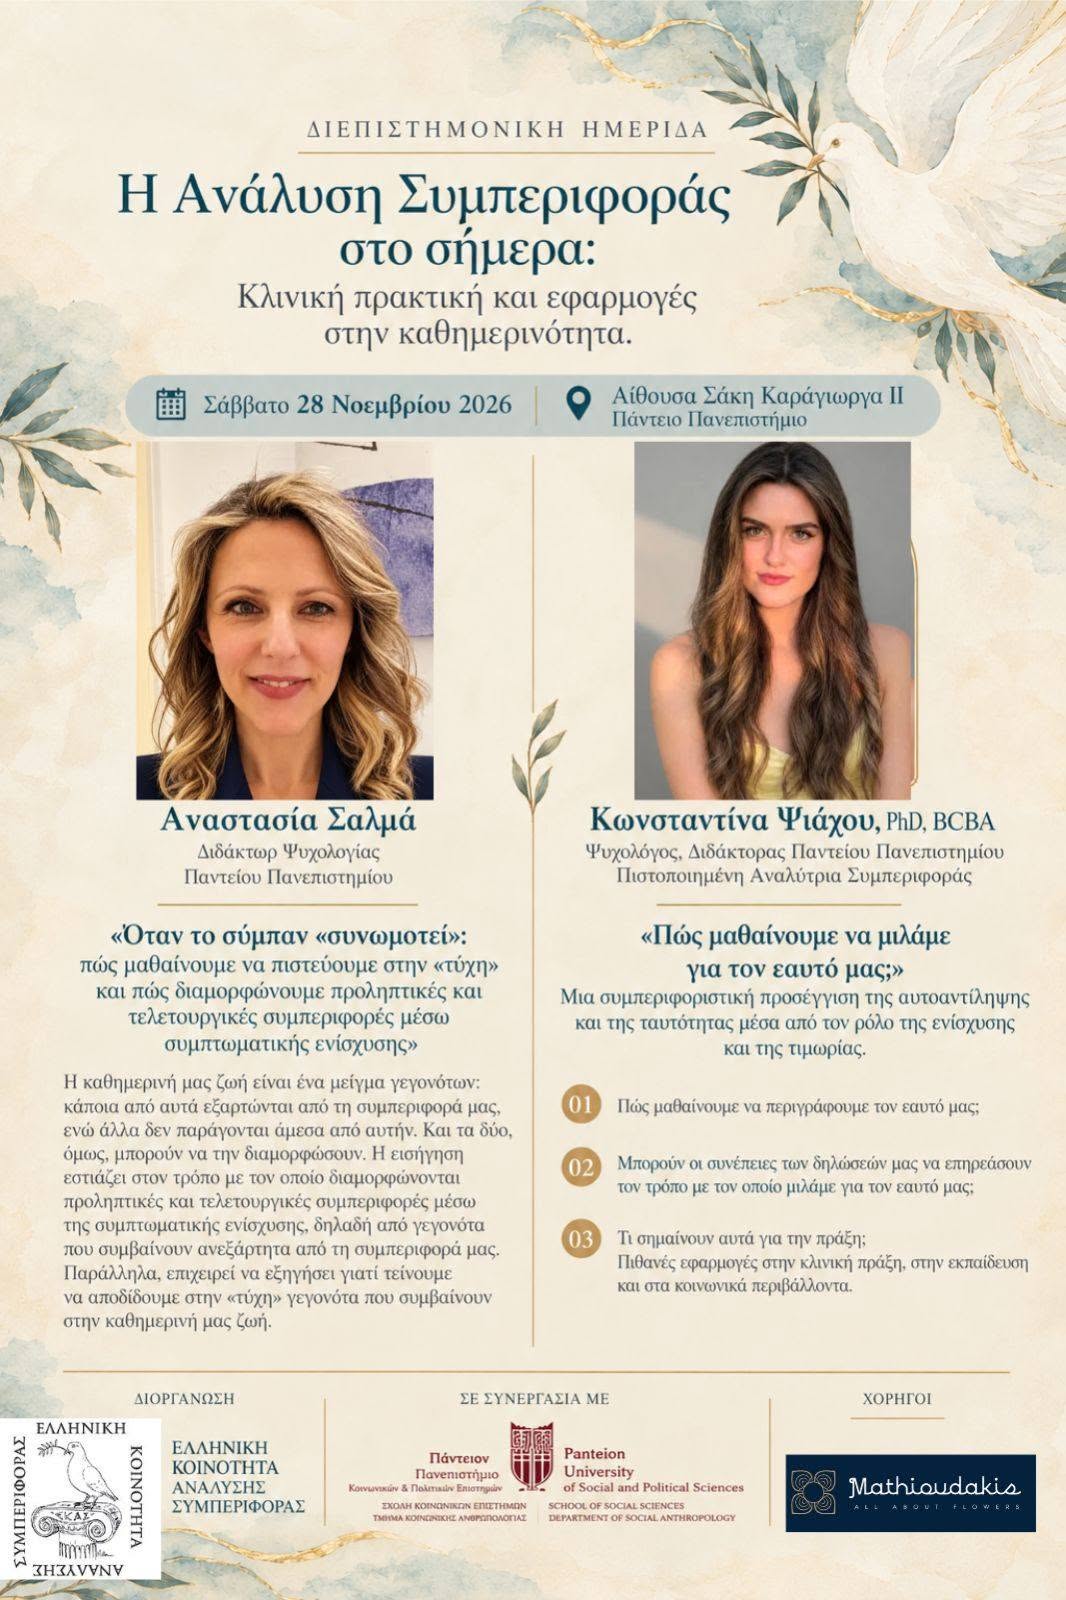 ΔΙΕΠΙΣΤΗΜΟΝΙΚΗ ΗΜΕΡΙΔΑ
Η Ανάλυση Συμπεριφοράς
στο σήμερα:
Κλινική πρακτική και εφαρμογές
στην καθημερινότητα.
Σάββατο 28 Νοεμβρίου 2026
Αίθουσα Σάκη Καράγιωργα ΙΙ
Πάντειο Πανεπιστήμιο
Αναστασία Σαλμά
Διδάκτωρ Ψυχολογίας
Παντείου Πανεπιστημίου
«Όταν το σύμπαν «συνωμοτεί»:
πώς μαθαίνουμε να πιστεύουμε στην «τύχη»
και πώς διαμορφώνουμε προληπτικές και
τελετουργικές συμπεριφορές μέσω
συμπτωματικής ενίσχυσης»
Η καθημερινή μας ζωή είναι ένα μείγμα γεγονότων:
κάποια από αυτά εξαρτώνται από τη συμπεριφορά μας,
ενώ άλλα δεν παράγονται άμεσα από αυτήν. Και τα δύο,
όμως, μπορούν να την διαμορφώσουν. Η εισήγηση
εστιάζει στον τρόπο με τον οποίο διαμορφώνονται
προληπτικές και τελετουργικές συμπεριφορές μέσω
της συμπτωματικής ενίσχυσης, δηλαδή από γεγονότα
που συμβαίνουν ανεξάρτητα από τη συμπεριφορά μας.
Παράλληλα, επιχειρεί να εξηγήσει γιατί τείνουμε
να αποδίδουμε στην «τύχη» γεγονότα που συμβαίνουν
στην καθημερινή μας ζωή.
Κωνσταντίνα Ψιάχου, PhD, BCBA
Ψυχολόγος, Διδάκτορας Παντείου Πανεπιστημίου
Πιστοποιημένη Αναλύτρια Συμπεριφοράς
«Πώς μαθαίνουμε να μιλάμε
για τον εαυτό μας;»
Μια συμπεριφοριστική προσέγγιση της αυτοαντίληψης
και της ταυτότητας μέσα από τον ρόλο της ενίσχυσης
και της τιμωρίας.
01 Πώς μαθαίνουμε να περιγράφουμε τον εαυτό μας;
02 Μπορούν οι συνέπειες των δηλώσεών μας να επηρεάσουν
τον τρόπο με τον οποίο μιλάμε για τον εαυτό μας;
03 Τι σημαίνουν αυτά για την πράξη;
Πιθανές εφαρμογές στην κλινική πράξη, στην εκπαίδευση
και στα κοινωνικά περιβάλλοντα.
ΔΙΟΡΓΑΝΩΣΗ
ΕΛΛΗΝΙΚΗ
ΚΟΙΝΟΤΗΤΑ
ΑΝΑΛΥΣΗΣ
ΣΥΜΠΕΡΙΦΟΡΑΣ
ΕΚΑΣ
ΕΛΛΗΝΙΚΗ
ΚΟΙΝΟΤΗΤΑ
ΑΝΑΛΥΣΗΣ
ΣΥΜΠΕΡΙΦΟΡΑΣ
ΣΕ ΣΥΝΕΡΓΑΣΙΑ ΜΕ
Πάντειον
Πανεπιστήμιο
Κοινωνικών & Πολιτικών Επιστημών
ΣΧΟΛΗ ΚΟΙΝΩΝΙΚΩΝ ΕΠΙΣΤΗΜΩΝ
ΤΜΗΜΑ ΚΟΙΝΩΝΙΚΗΣ ΑΝΘΡΩΠΟΛΟΓΙΑΣ
Panteion
University
of Social and Political Sciences
SCHOOL OF SOCIAL SCIENCES
DEPARTMENT OF SOCIAL ANTHROPOLOGY
ΧΟΡΗΓΟΙ
Mathioudakis
ALL ABOUT FLOWERS